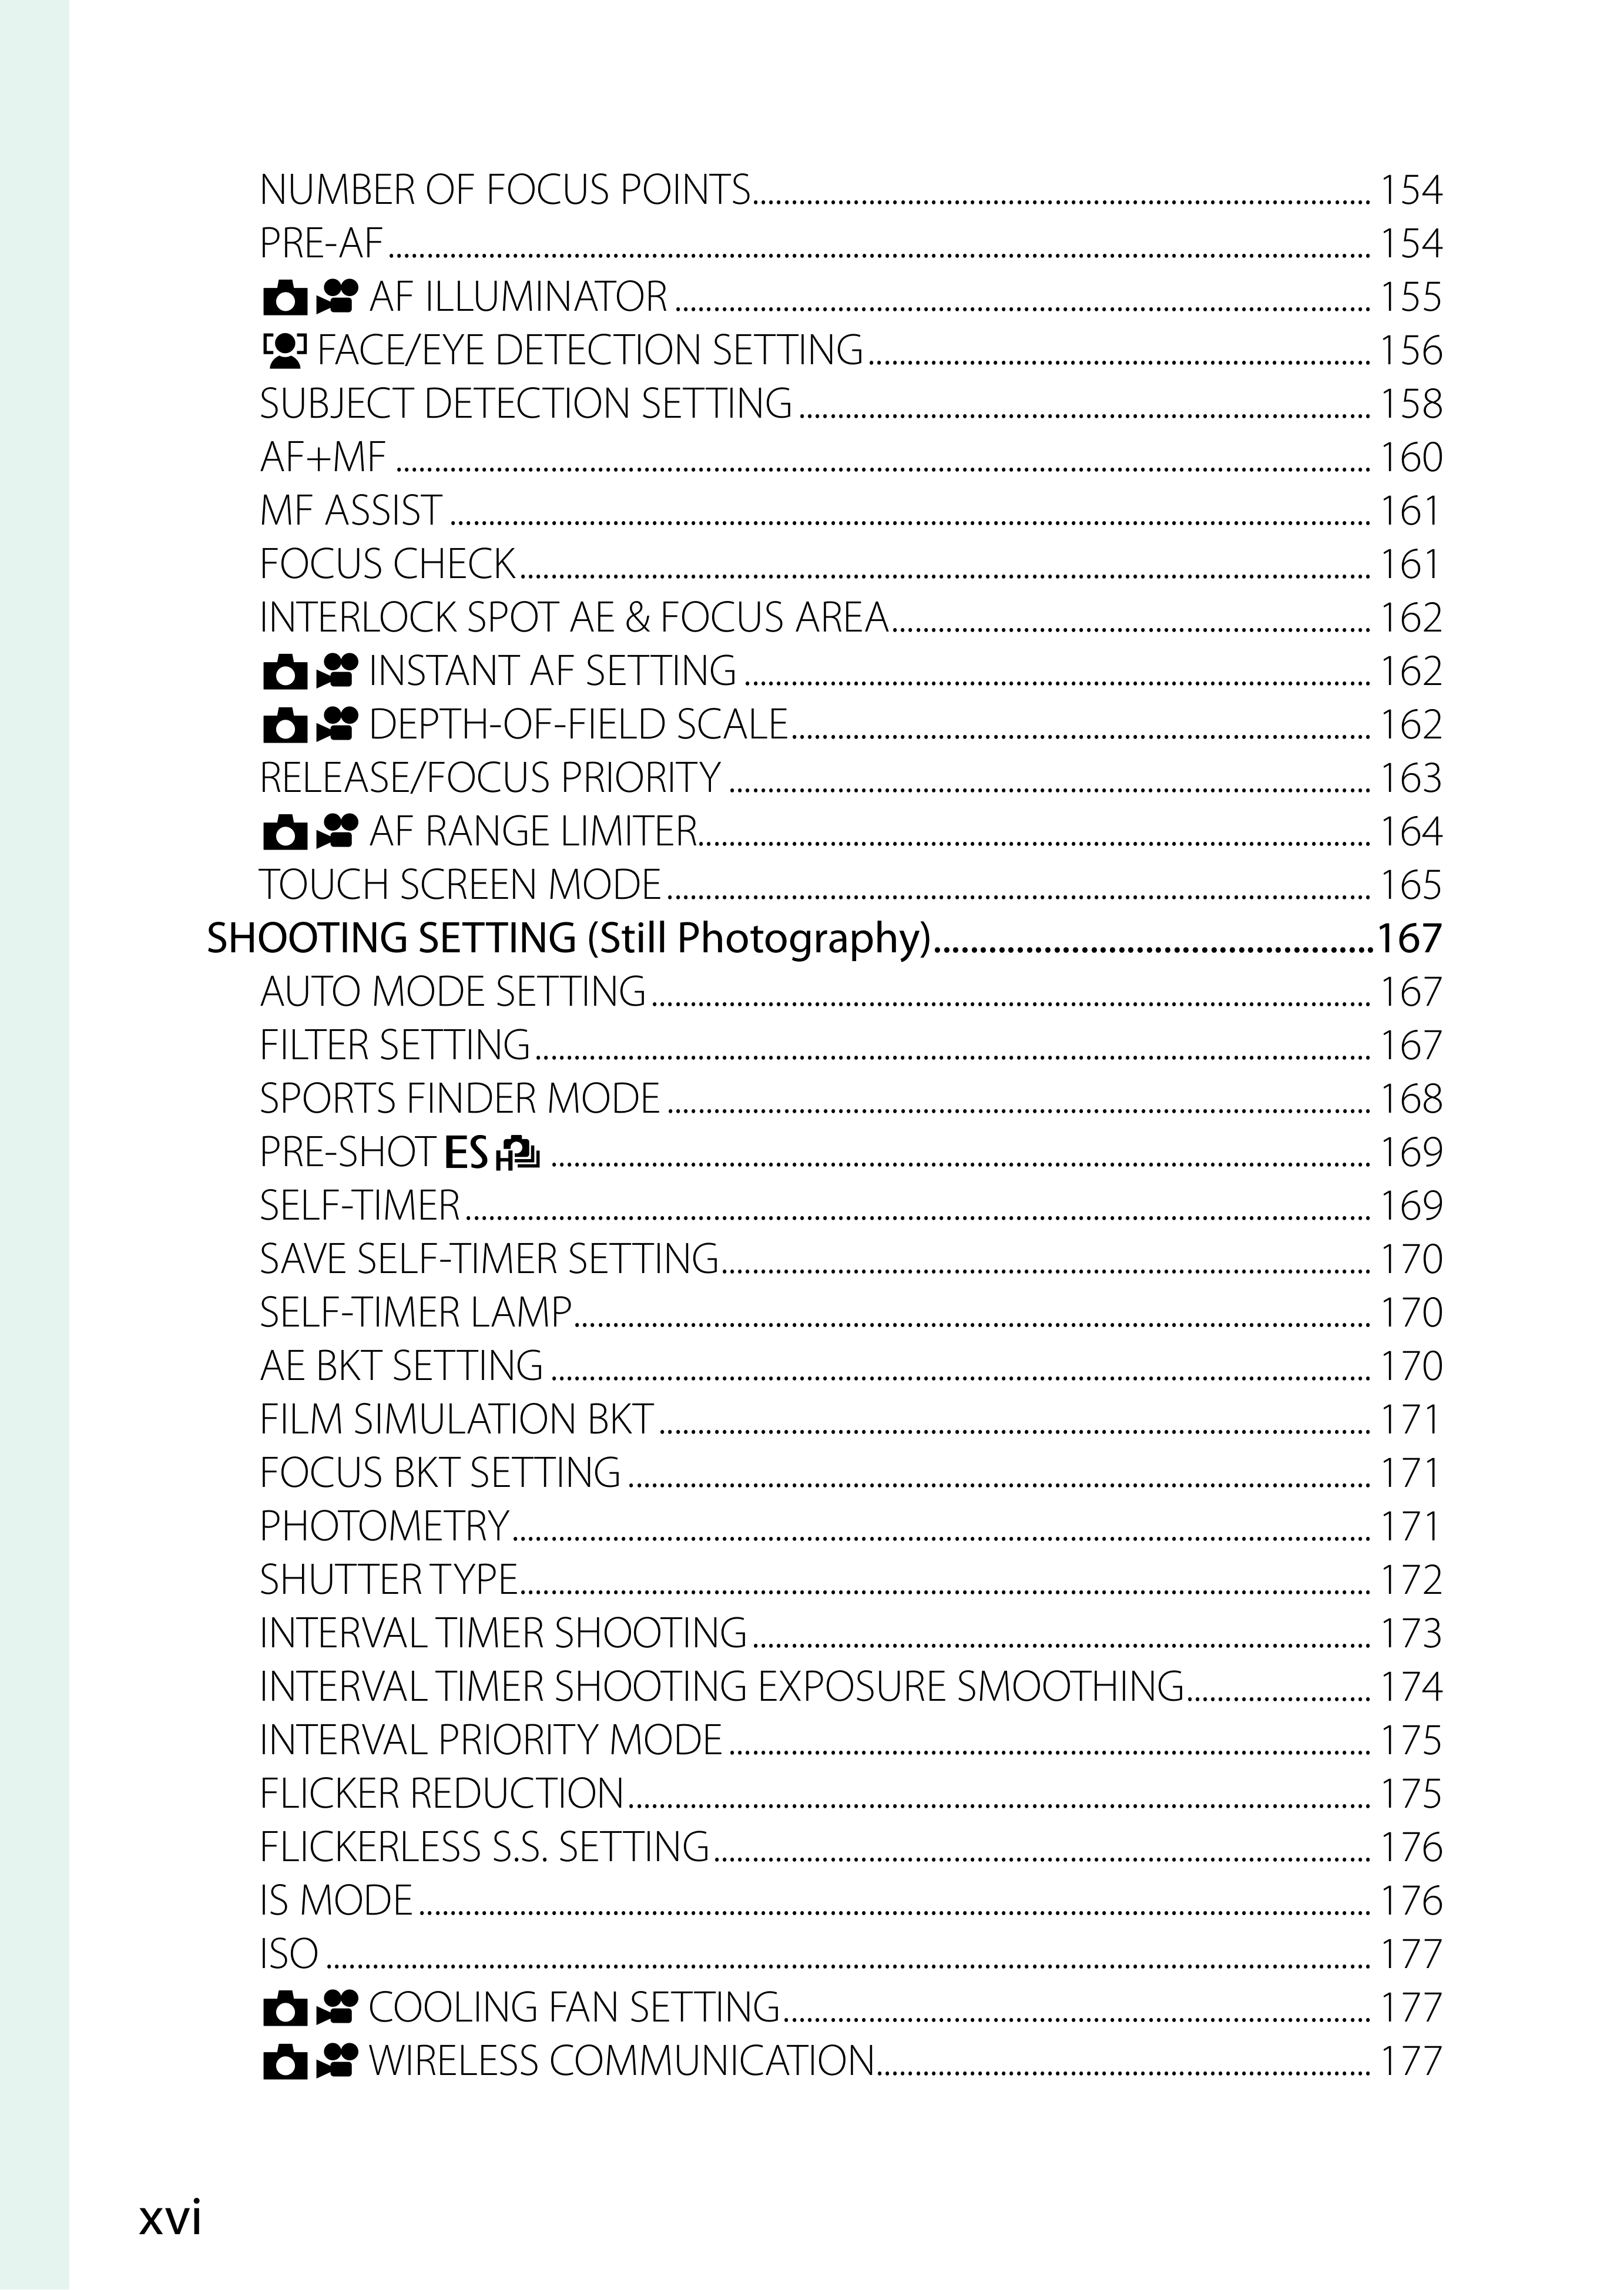 NUMBER OF FOCUS POINTS................................................................................ 154
PRE-AF................................................................................................................................ 154
AF ILLUMINATOR .......................................................................................... 155
FACE/EYE DETECTION SETTING................................................................. 156
SUBJECT DETECTION SETTING .......................................................................... 158
AF+MF .............................................................................................................................. 160
MF ASSIST ....................................................................................................................... 161
FOCUS CHECK.............................................................................................................. 161
INTERLOCK SPOT AE & FOCUS AREA.............................................................. 162
INSTANT AF SETTING ................................................................................. 162
DEPTH-OF-FIELD SCALE........................................................................... 162
RELEASE/FOCUS PRIORITY ................................................................................... 163
AF RANGE LIMITER....................................................................................... 164
TOUCH SCREEN MODE........................................................................................... 165
SHOOTING SETTING (Still Photography)................................................167
AUTO MODE SETTING............................................................................................. 167
FILTER SETTING............................................................................................................ 167
SPORTS FINDER MODE ........................................................................................... 168
PRE-SHOT ES H .......................................................................................................... 169
SELF-TIMER..................................................................................................................... 169
SAVE SELF-TIMER SETTING.................................................................................... 170
SELF-TIMER LAMP....................................................................................................... 170
AE BKT SETTING .......................................................................................................... 170
FILM SIMULATION BKT............................................................................................ 171
FOCUS BKT SETTING ................................................................................................ 171
PHOTOMETRY............................................................................................................... 171
SHUTTER TYPE.............................................................................................................. 172
INTERVAL TIMER SHOOTING................................................................................ 173
INTERVAL TIMER SHOOTING EXPOSURE SMOOTHING........................ 174
INTERVAL PRIORITY MODE................................................................................... 175
FLICKER REDUCTION................................................................................................ 175
FLICKERLESS S.S. SETTING..................................................................................... 176
IS MODE........................................................................................................................... 176
ISO ...................................................................................................................................... 177
COOLING FAN SETTING............................................................................ 177
WIRELESS COMMUNICATION................................................................ 177
xvi